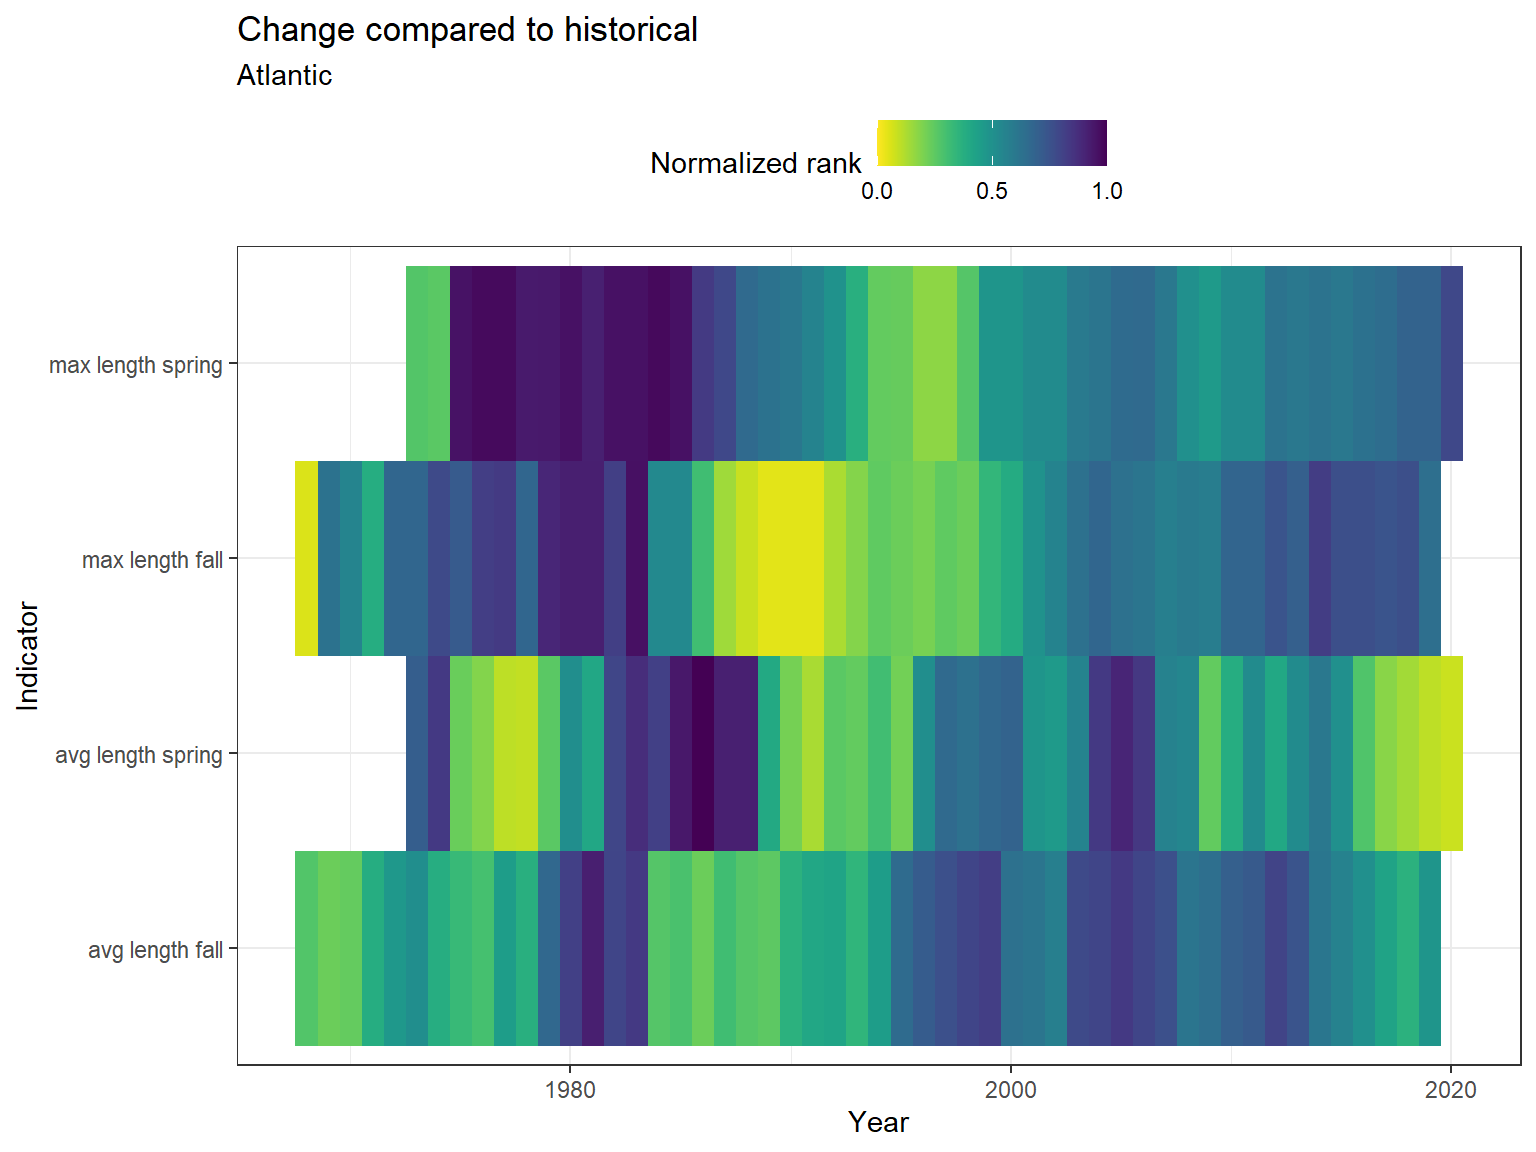 Change compared to historical
Atlantic
Normalized rank
0.0 0.5 1.0
max length spring
max length fall
avg length spring
avg length fall
Indicator
1980 2000 2020
Year